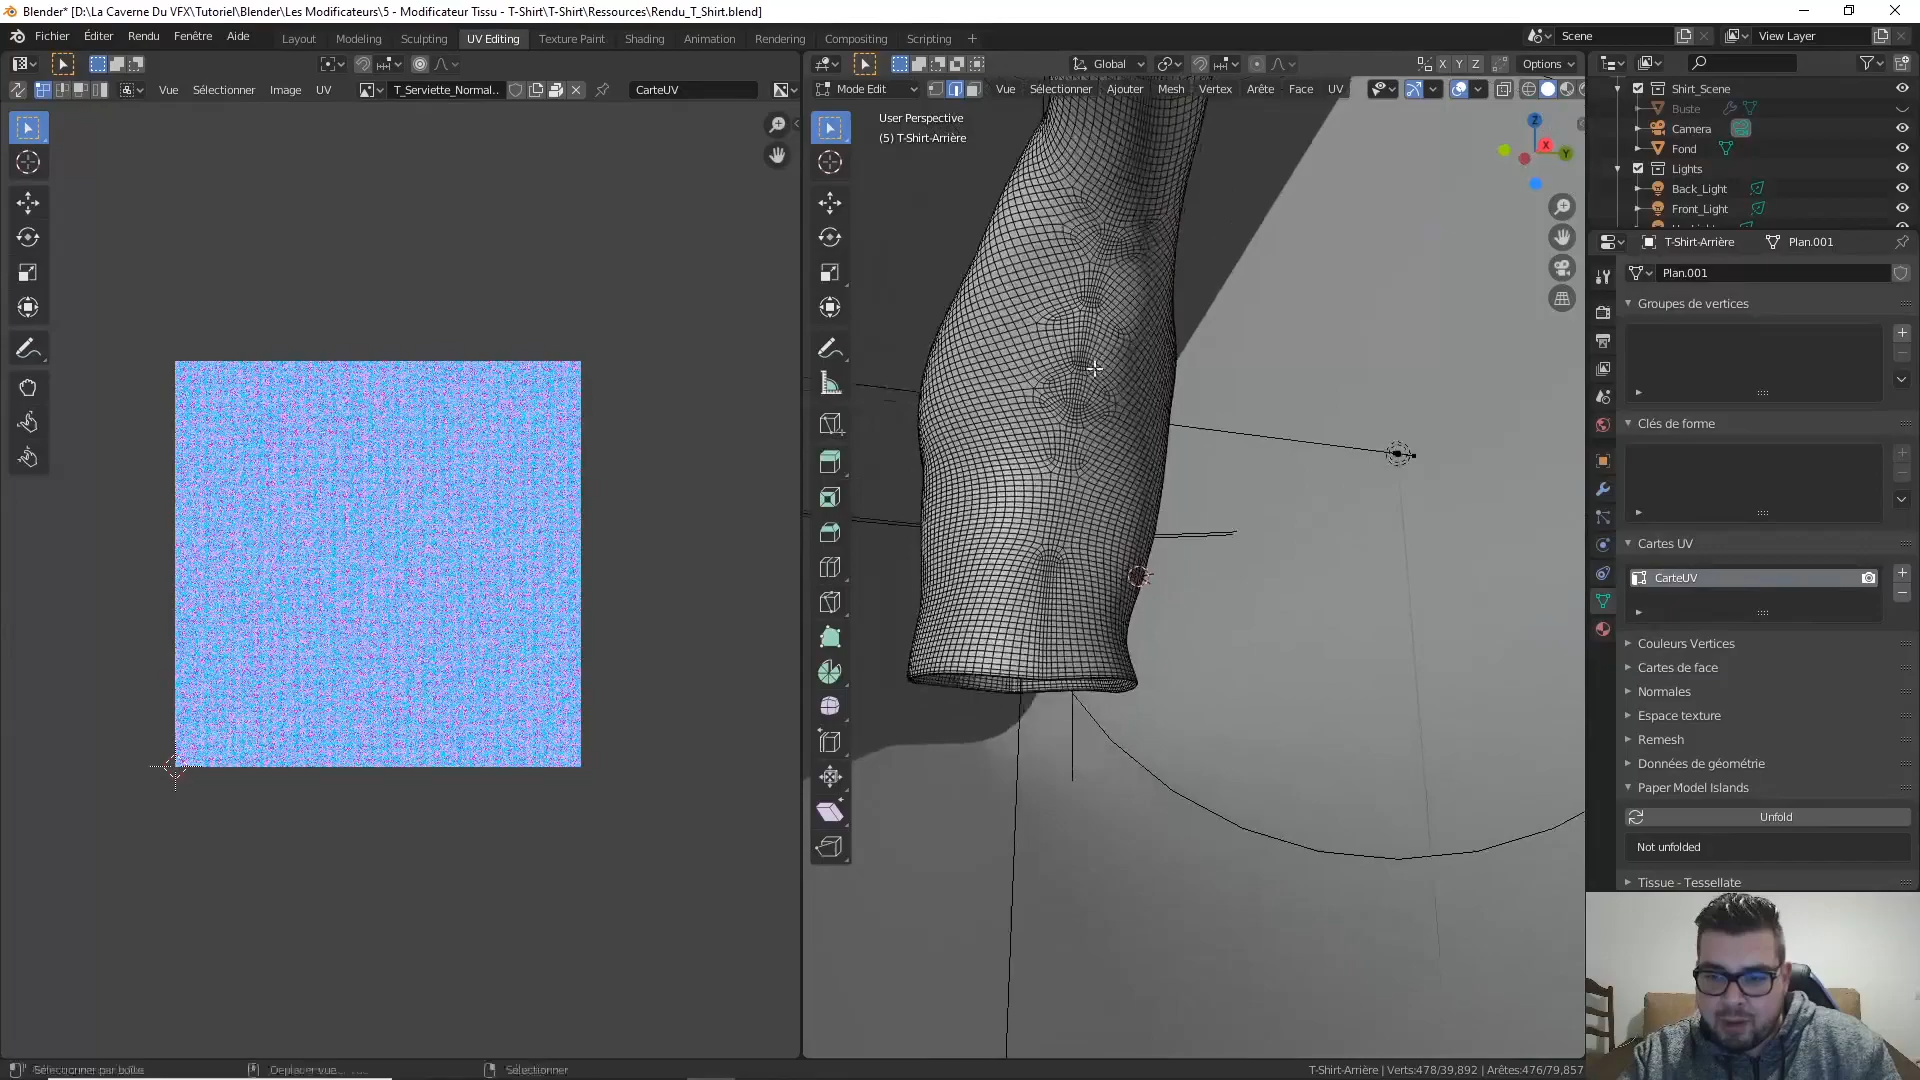 Blender* [D:\La Caverne Du VFX\Tutoriel\Blender\Les Modificateurs\5 - Modificateur Tissu - T-Shirt\T-Shirt\Ressources\Rendu_T_Shirt.blend]
Fichier Éditer Rendu Fenêtre Aide Layout Modeling Sculpting UV Editing Texture Paint Shading Animation Rendering Compositing Scripting + Scene View Layer
Global X Y Z Options
Vue Sélectionner Image UV T_Serviette_Normal.. CarteUV
Mode Edit Vue Sélectionner Ajouter Mesh Vertex Arête Face UV
User Perspective
(5) T-Shirt-Arrière
Z
X
Y
Shirt_Scene
Buste
Camera
Fond
Lights
Back_Light
Front_Light
T-Shirt-Arrière Plan.001
Plan.001
Groupes de vertices
Clés de forme
Cartes UV
CarteUV
Couleurs Vertices
Cartes de face
Normales
Espace texture
Remesh
Données de géométrie
Paper Model Islands
Unfold
Not unfolded
Tissue - Tessellate
Sélectionner par boîte Déplacer vue Sélectionner
T-Shirt-Arrière | Verts:478/39,892 | Arêtes:476/79,857